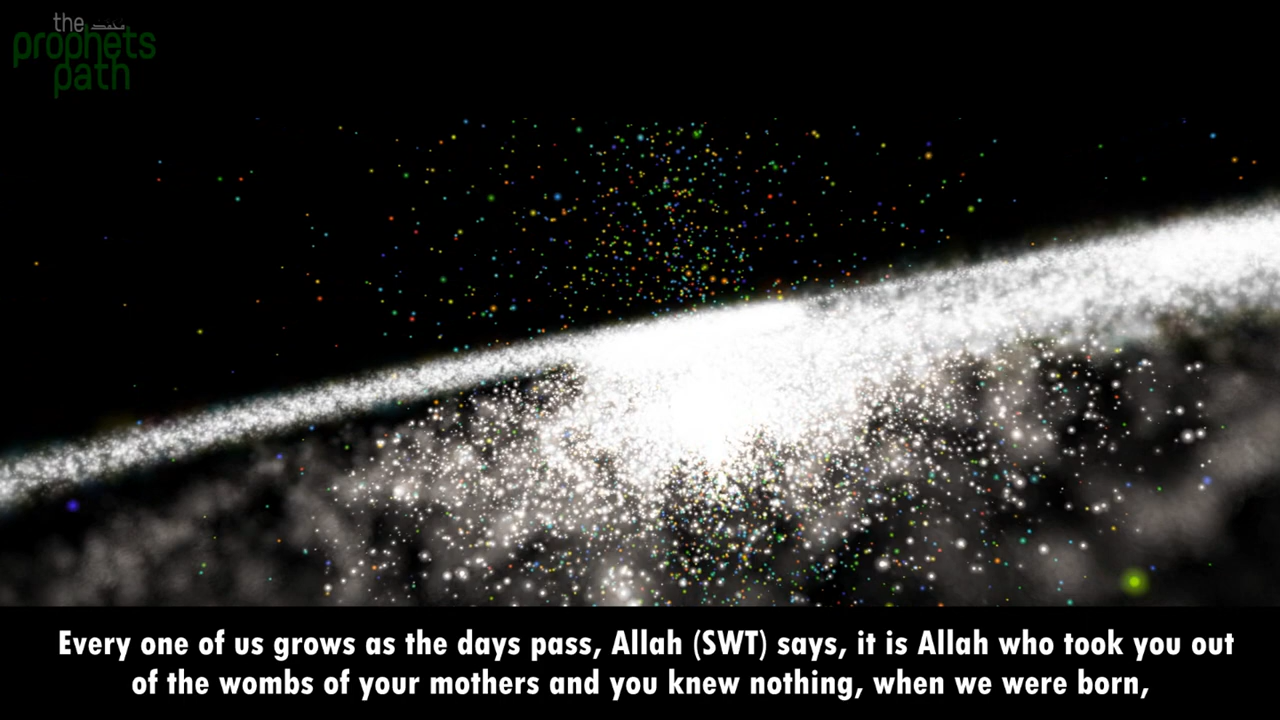 the محمد
prophets
path
Every one of us grows as the days pass, Allah (SWT) says, it is Allah who took you out
of the wombs of your mothers and you knew nothing, when we were born,